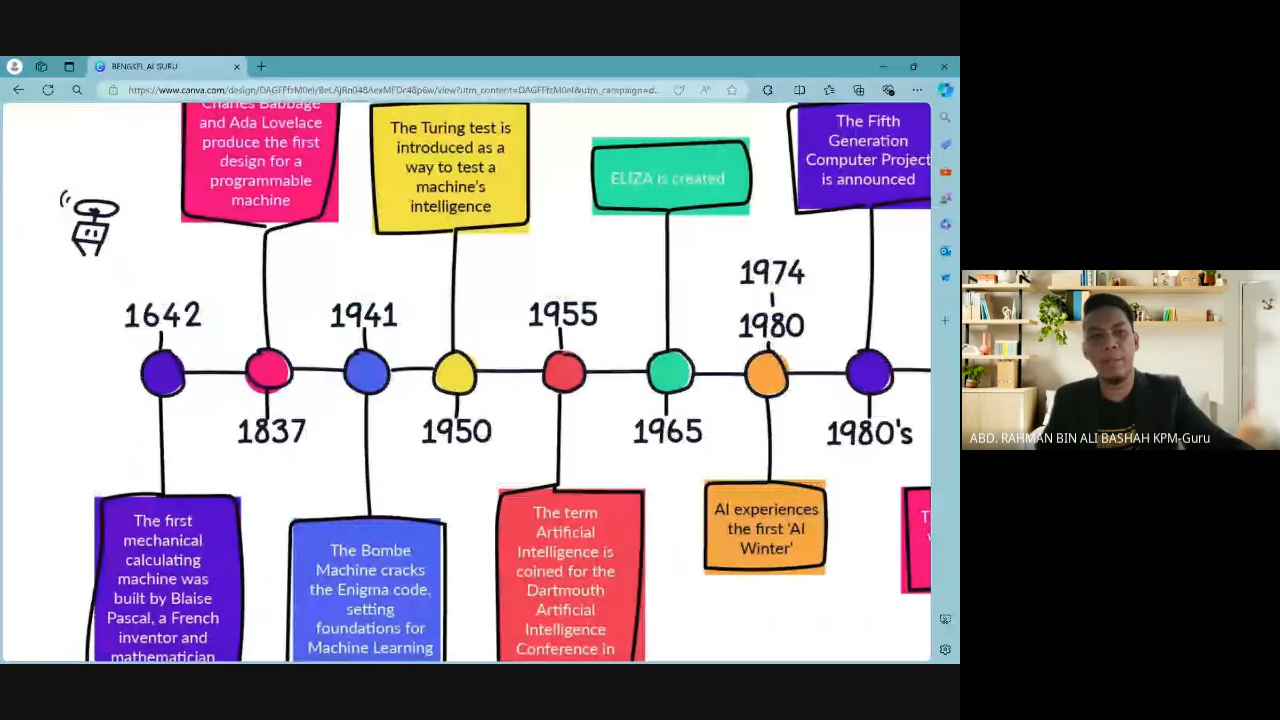 BENGKEL AI GURU
Charles Babbage
and Ada Lovelace
produce the first
design for a
programmable
machine
The Turing test is
introduced as a
way to test a
machine's
intelligence
ELIZA is created
The Fifth
Generation
Computer Project
is announced
1974
1980
1642
1941
1955
1837
1950
1965
1980's
The first
mechanical
calculating
machine was
built by Blaise
Pascal, a French
inventor and
mathematician
The Bombe
Machine cracks
the Enigma code,
setting
foundations for
Machine Learning
The term
Artificial
Intelligence is
coined for the
Dartmouth
Artificial
Intelligence
Conference in
AI experiences
the first 'AI
Winter'
ABD. RAHMAN BIN ALI BASHAH KPM-Guru